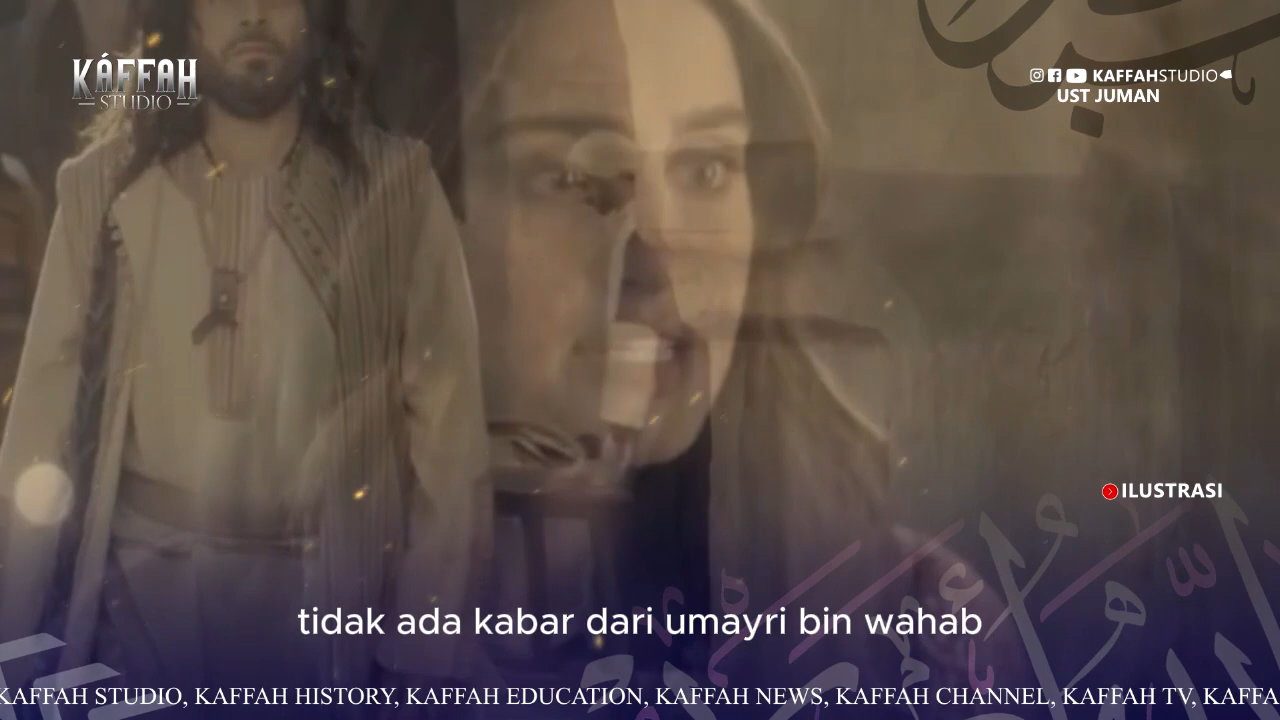 KÁFFAH
STUDIO
KAFFAHSTUDIO
UST JUMAN
ILUSTRASI
tidak ada kabar dari umayri bin wahab
KAFFAH STUDIO, KAFFAH HISTORY, KAFFAH EDUCATION, KAFFAH NEWS, KAFFAH CHANNEL, KAFFAH TV, KAFFA